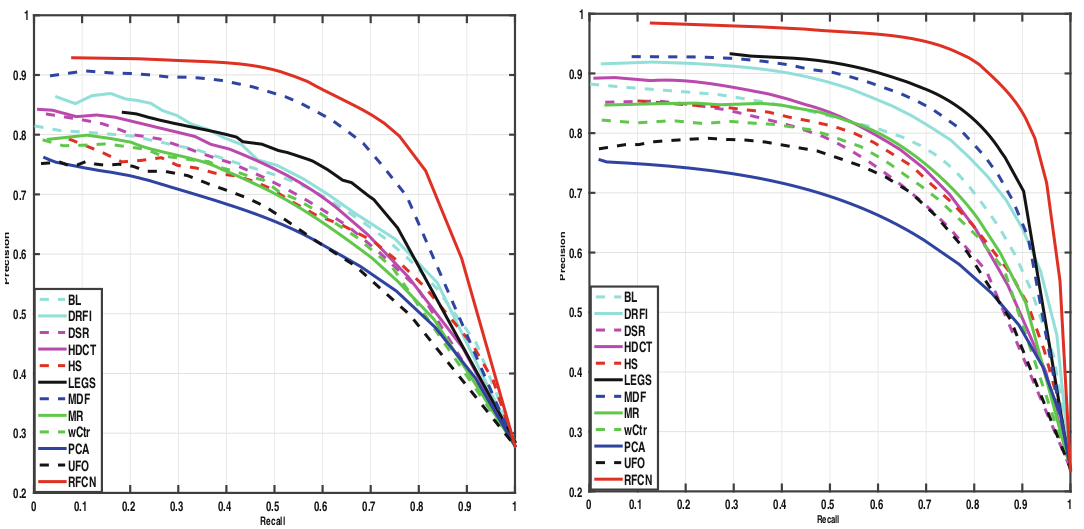 1
0.9
0.8
0.7
0.6
0.5
0.4
0.3
0.2
Precision
0 0.1 0.2 0.3 0.4 0.5 0.6 0.7 0.8 0.9 1
Recall
BL
DRFI
DSR
HDCT
HS
LEGS
MDF
MR
wCtr
PCA
UFO
RFCN
1
0.9
0.8
0.7
0.6
0.5
0.4
0.3
0.2
Precision
0 0.1 0.2 0.3 0.4 0.5 0.6 0.7 0.8 0.9 1
Recall
BL
DRFI
DSR
HDCT
HS
LEGS
MDF
MR
wCtr
PCA
UFO
RFCN